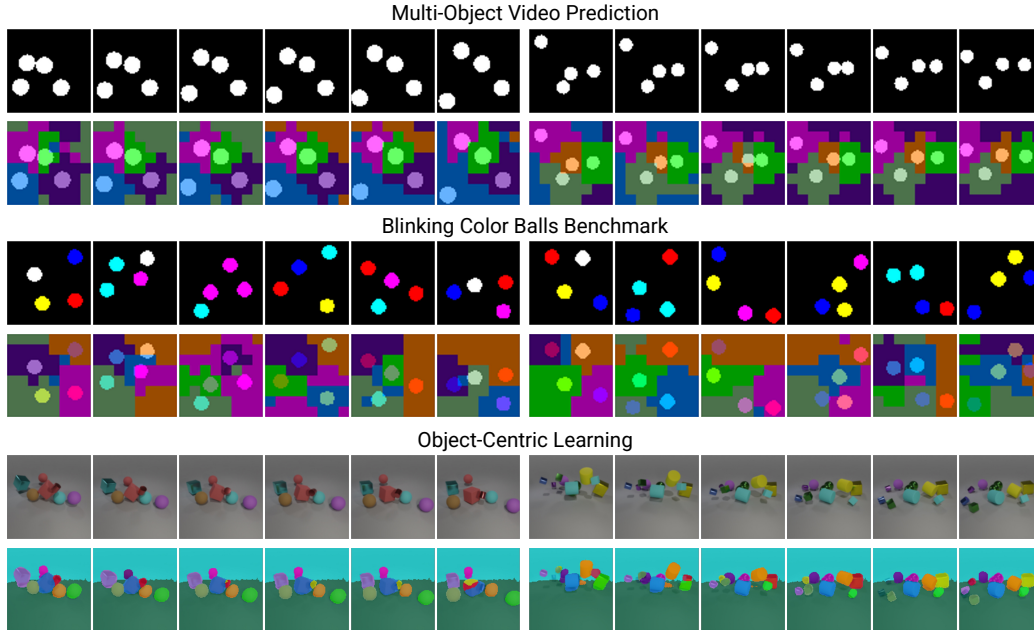 Multi-Object Video Prediction
Blinking Color Balls Benchmark
Object-Centric Learning